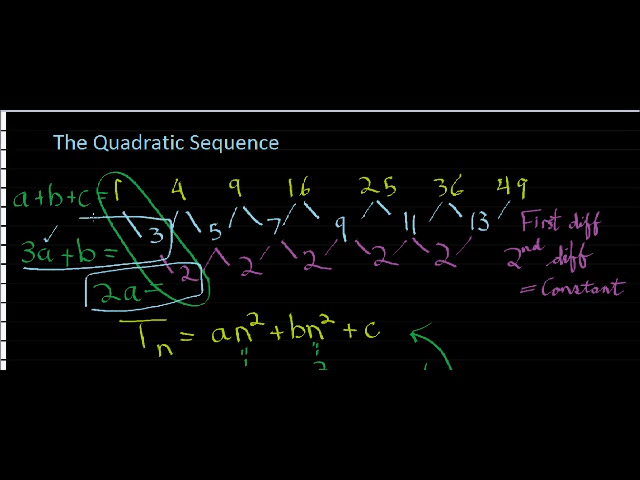 The Quadratic Sequence
a+b+c= 1 4 9 16 25 36 49
3 5 7 9 11 13 First diff
3a+b= 2 2 2 2 2 2nd diff
2a= = Constant
Tn = an² + bn² + c